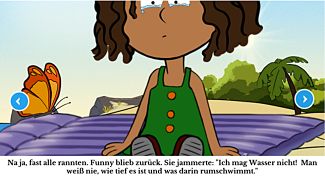 Na ja, fast alle rannten. Funny blieb zurück. Sie jammerte: "Ich mag Wasser nicht!  Man
weiß nie, wie tief es ist und was darin rumschwimmt."